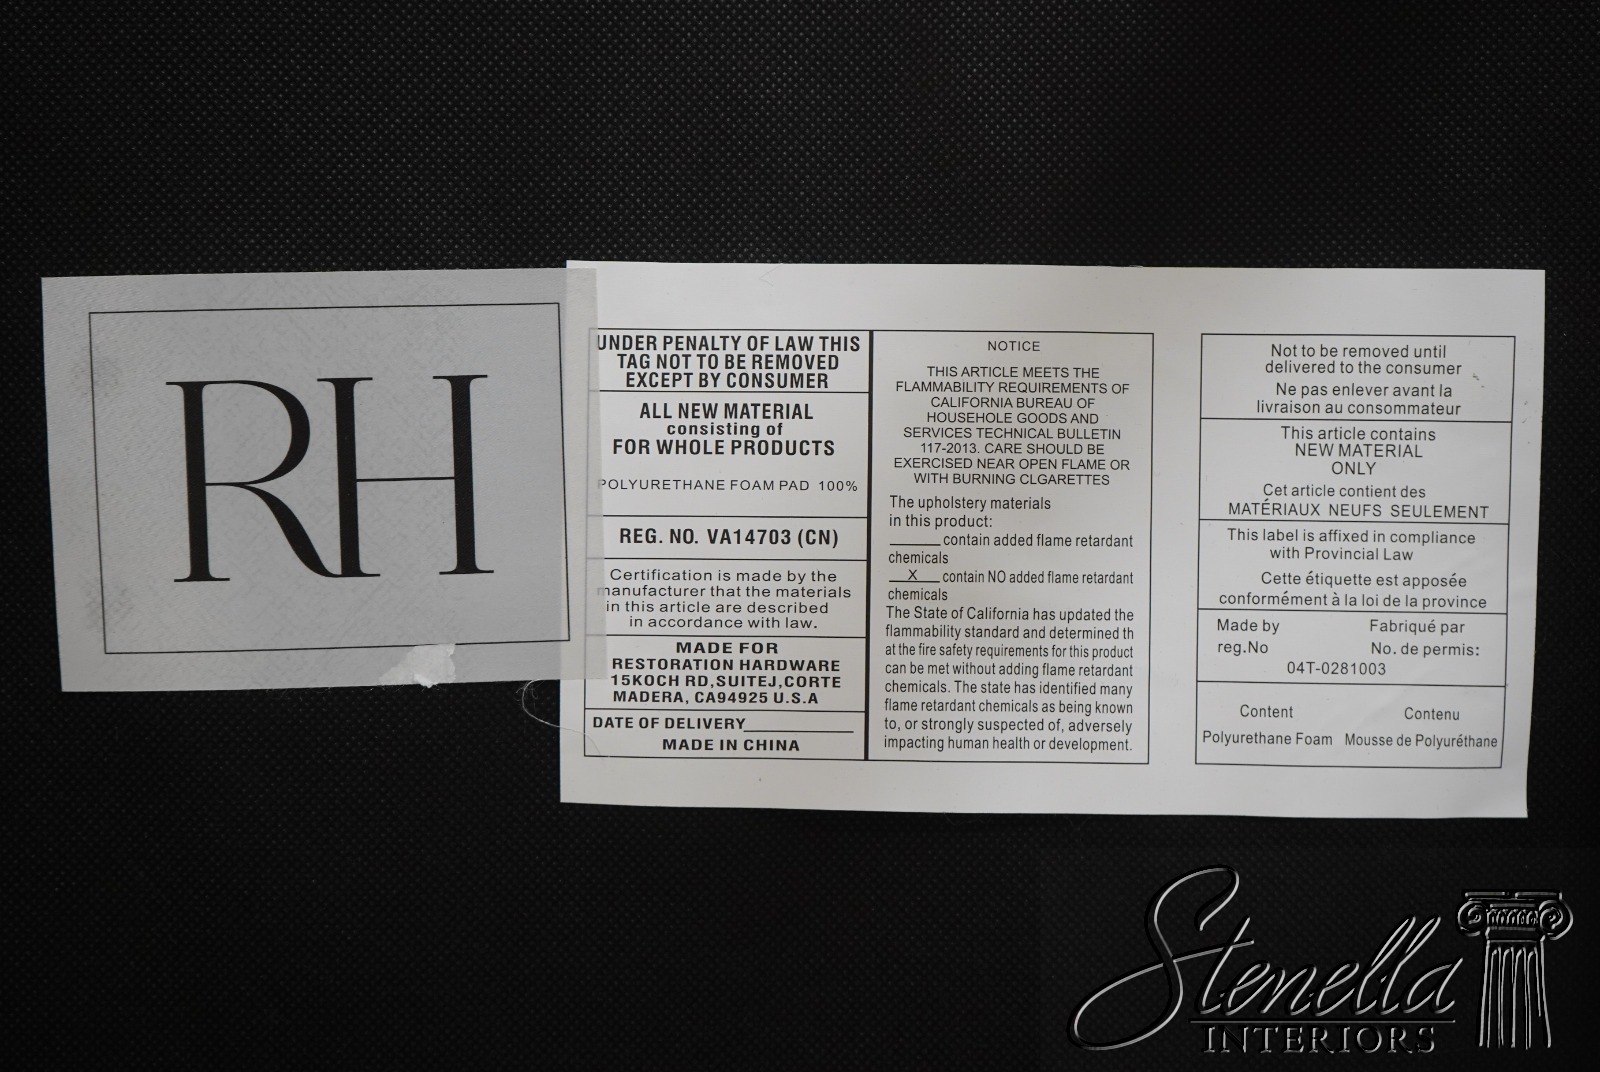 RH
UNDER PENALTY OF LAW THIS
TAG NOT TO BE REMOVED
EXCEPT BY CONSUMER
ALL NEW MATERIAL
consisting of
FOR WHOLE PRODUCTS
POLYURETHANE FOAM PAD 100%
REG. NO. VA14703 (CN)
Certification is made by the
manufacturer that the materials
in this article are described
in accordance with law.
MADE FOR
RESTORATION HARDWARE
15KOCH RD,SUITEJ,CORTE
MADERA, CA94925 U.S.A
DATE OF DELIVERY____________
MADE IN CHINA
NOTICE
THIS ARTICLE MEETS THE
FLAMMABILITY REQUIREMENTS OF
CALIFORNIA BUREAU OF
HOUSEHOLE GOODS AND
SERVICES TECHNICAL BULLETIN
117-2013. CARE SHOULD BE
EXERCISED NEAR OPEN FLAME OR
WITH BURNING CLGARETTES
The upholstery materials
in this product:
______ contain added flame retardant
chemicals
__X__ contain NO added flame retardant
chemicals
The State of California has updated the
flammability standard and determined th
at the fire safety requirements for this product
can be met without adding flame retardant
chemicals. The state has identified many
flame retardant chemicals as being known
to, or strongly suspected of, adversely
impacting human health or development.
Not to be removed until
delivered to the consumer
Ne pas enlever avant la
livraison au consommateur
This article contains
NEW MATERIAL
ONLY
Cet article contient des
MATÉRIAUX NEUFS SEULEMENT
This label is affixed in compliance
with Provincial Law
Cette étiquette est apposée
conformément à la loi de la province
Made by Fabriqué par
reg.No No. de permis:
04T-0281003
Content Contenu
Polyurethane Foam Mousse de Polyuréthane
Stenella
INTERIORS